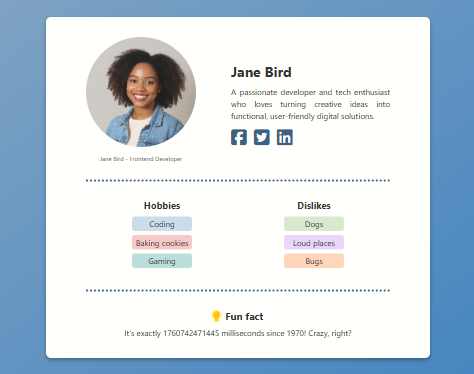 Jane Bird
A passionate developer and tech enthusiast
who loves turning creative ideas into
functional, user-friendly digital solutions.
Jane Bird - Frontend Developer
Hobbies
Coding
Baking cookies
Gaming
Dislikes
Dogs
Loud places
Bugs
💡 Fun fact
It's exactly 1760742471445 milliseconds since 1970! Crazy, right?